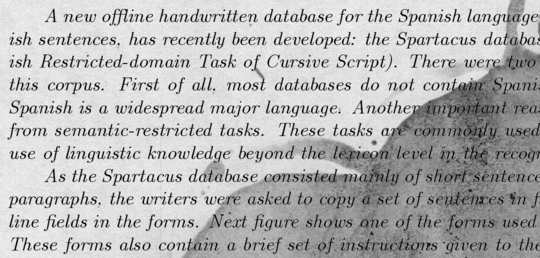 A new offline handwritten database for the Spanish language
ish sentences, has recently been developed: the Spartacus databas
ish Restricted-domain Task of Cursive Script). There were two
this corpus. First of all, most databases do not contain Spani
Spanish is a widespread major language. Another important rea
from semantic-restricted tasks. These tasks are commonly used
use of linguistic knowledge beyond the lexicon level in the recogn
As the Spartacus database consisted mainly of short sentence
paragraphs, the writers were asked to copy a set of sentences in f
line fields in the forms. Next figure shows one of the forms used
These forms also contain a brief set of instructions given to the